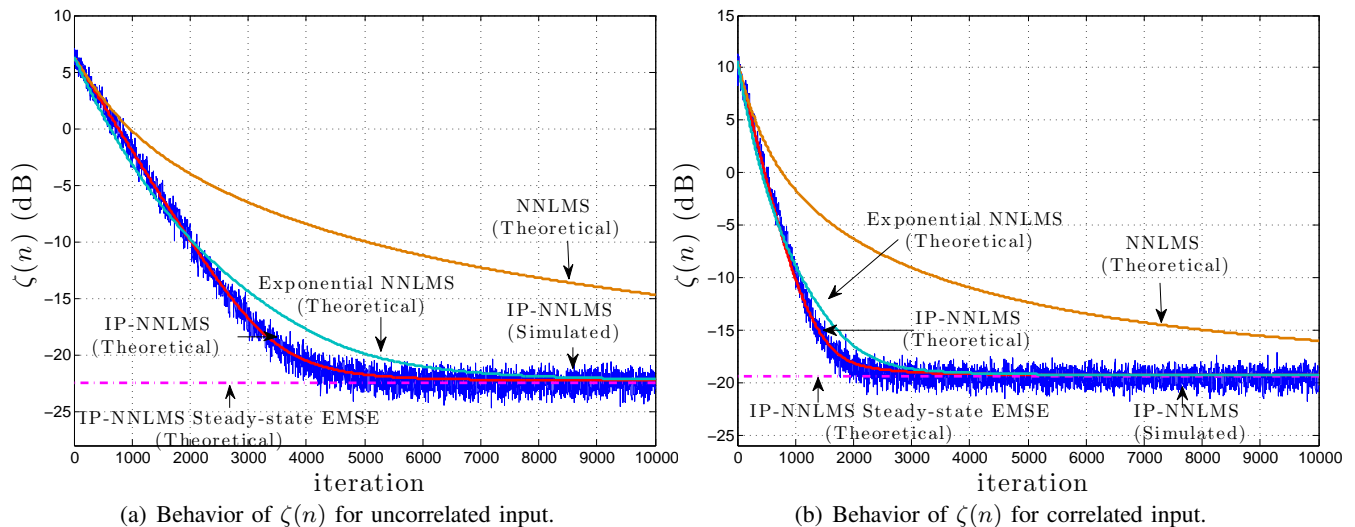 10
5
0
−5
−10
−15
−20
−25
ζ(n) (dB)
NNLMS
(Theoretical)
Exponential NNLMS
(Theoretical)
IP-NNLMS
(Simulated)
IP-NNLMS
(Theoretical)
IP-NNLMS Steady-state EMSE
(Theoretical)
0 1000 2000 3000 4000 5000 6000 7000 8000 9000 10000
iteration
(a) Behavior of ζ(n) for uncorrelated input.
15
10
5
0
−5
−10
−15
−20
−25
ζ(n) (dB)
Exponential NNLMS
(Theoretical)
NNLMS
(Theoretical)
IP-NNLMS
(Theoretical)
IP-NNLMS Steady-state EMSE
(Theoretical)
IP-NNLMS
(Simulated)
0 1000 2000 3000 4000 5000 6000 7000 8000 9000 10000
iteration
(b) Behavior of ζ(n) for correlated input.